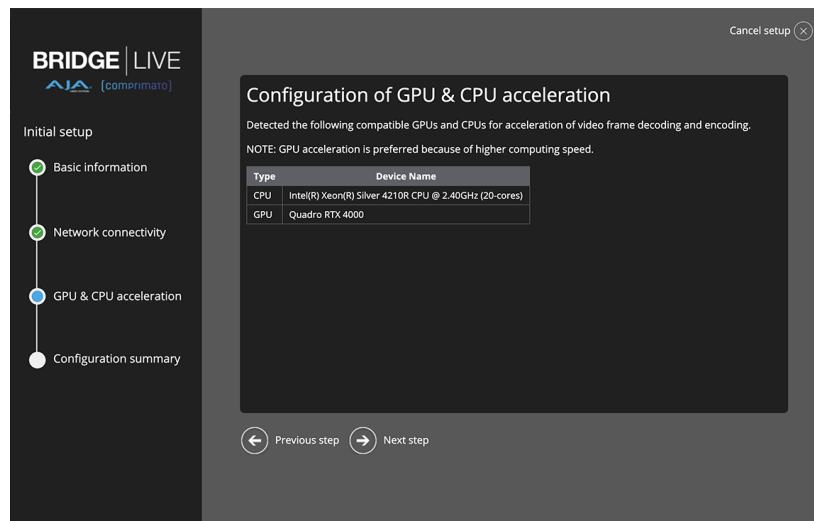 Cancel setup
BRIDGE LIVE
AJA [comprimato]
Initial setup
Basic information
Network connectivity
GPU & CPU acceleration
Configuration summary
Configuration of GPU & CPU acceleration
Detected the following compatible GPUs and CPUs for acceleration of video frame decoding and encoding.
NOTE: GPU acceleration is preferred because of higher computing speed.
Type Device Name
CPU Intel(R) Xeon(R) Silver 4210R CPU @ 2.40GHz (20-cores)
GPU Quadro RTX 4000
Previous step Next step